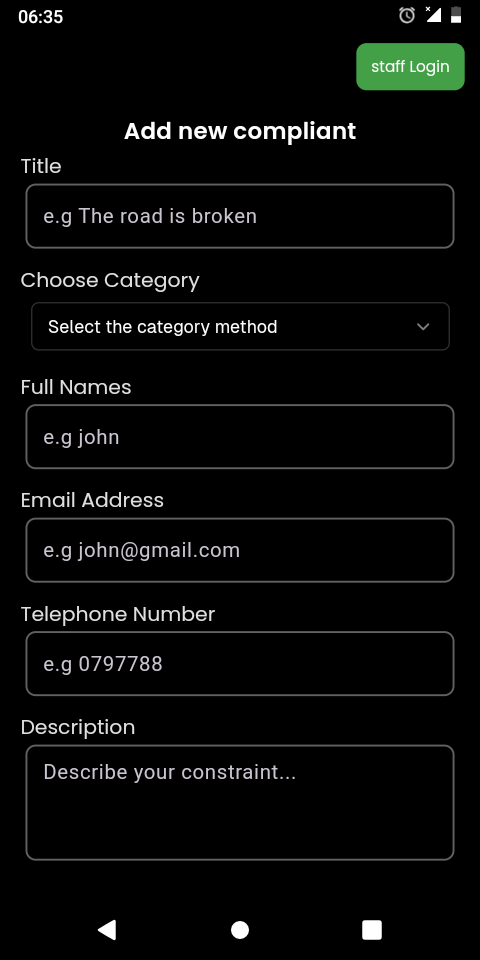 06:35
staff Login
Add new compliant
Title
e.g The road is broken
Choose Category
Select the category method
Full Names
e.g john
Email Address
e.g john@gmail.com
Telephone Number
e.g 0797788
Description
Describe your constraint...